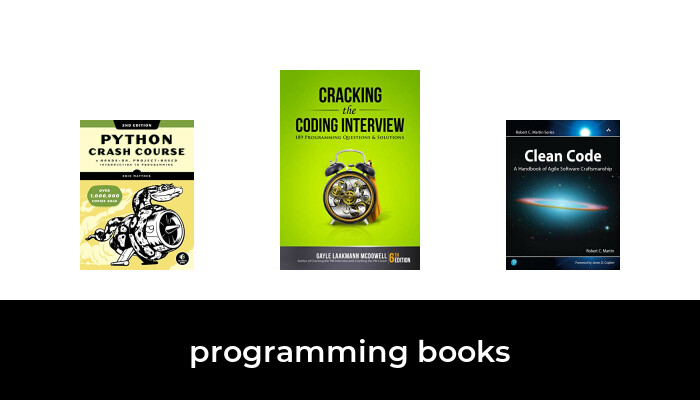 2ND EDITION
PYTHON
CRASH COURSE
A HANDS-ON, PROJECT-BASED
INTRODUCTION TO PROGRAMMING
ERIC MATTHES
OVER
1,000,000
COPIES SOLD
CRACKING
the
CODING INTERVIEW
189 PROGRAMMING QUESTIONS & SOLUTIONS
GAYLE LAAKMANN MCDOWELL
6TH
EDITION
Robert C. Martin Series
Clean Code
A Handbook of Agile Software Craftsmanship
Robert C. Martin
Foreword by James O. Coplien
programming books